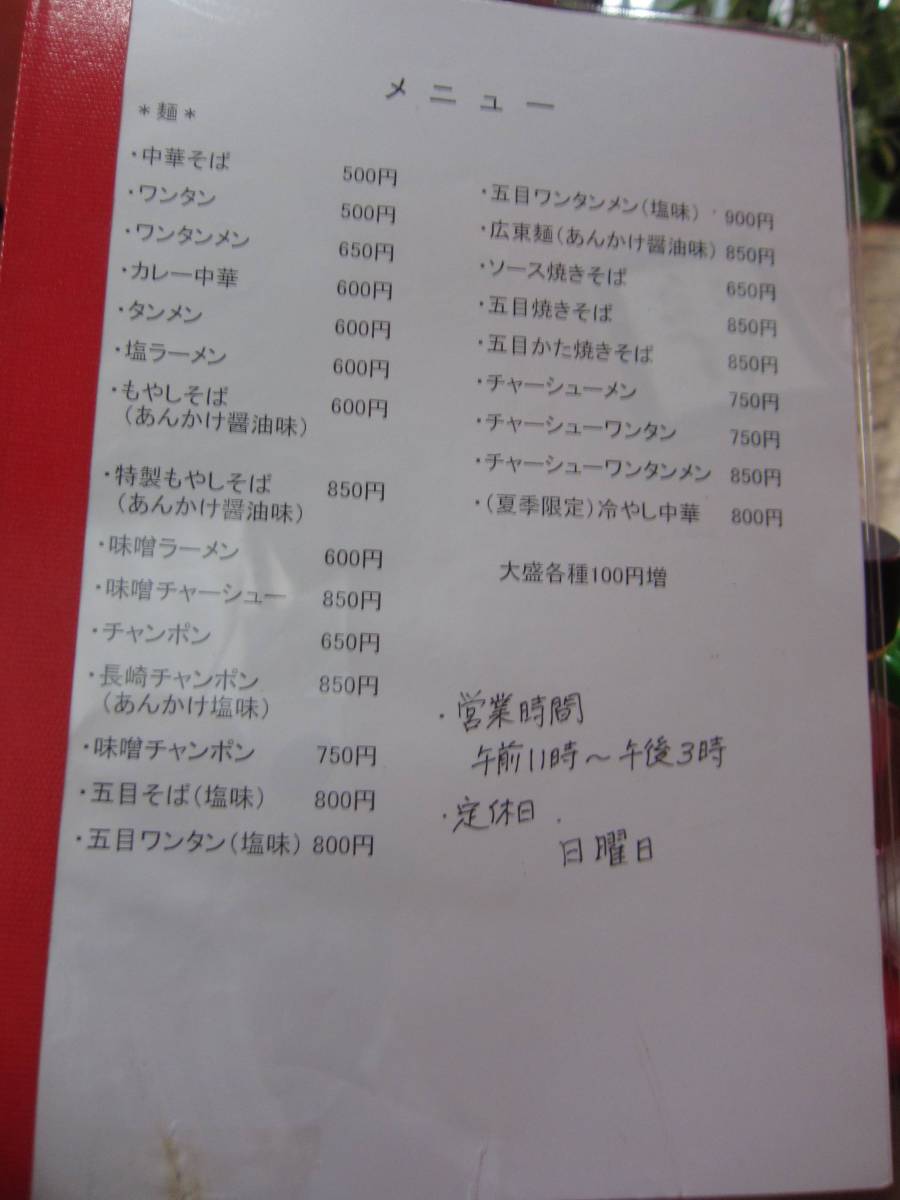 メニュー
＊麺＊
・中華そば 500円
・ワンタン 500円
・ワンタンメン 650円
・カレー中華 600円
・タンメン 600円
・塩ラーメン 600円
・もやしそば 600円
（あんかけ醤油味）
・特製もやしそば 850円
（あんかけ醤油味）
・味噌ラーメン 600円
・味噌チャーシュー 850円
・チャンポン 650円
・長崎チャンポン 850円
（あんかけ塩味）
・味噌チャンポン 750円
・五目そば（塩味） 800円
・五目ワンタン（塩味） 800円
・五目ワンタンメン（塩味） 900円
・広東麺（あんかけ醤油味） 850円
・ソース焼きそば 650円
・五目焼きそば 850円
・五目かた焼きそば 850円
・チャーシューメン 750円
・チャーシューワンタン 750円
・チャーシューワンタンメン 850円
・（夏季限定）冷やし中華 800円
大盛各種100円増
・営業時間
午前11時～午後3時
・定休日
日曜日